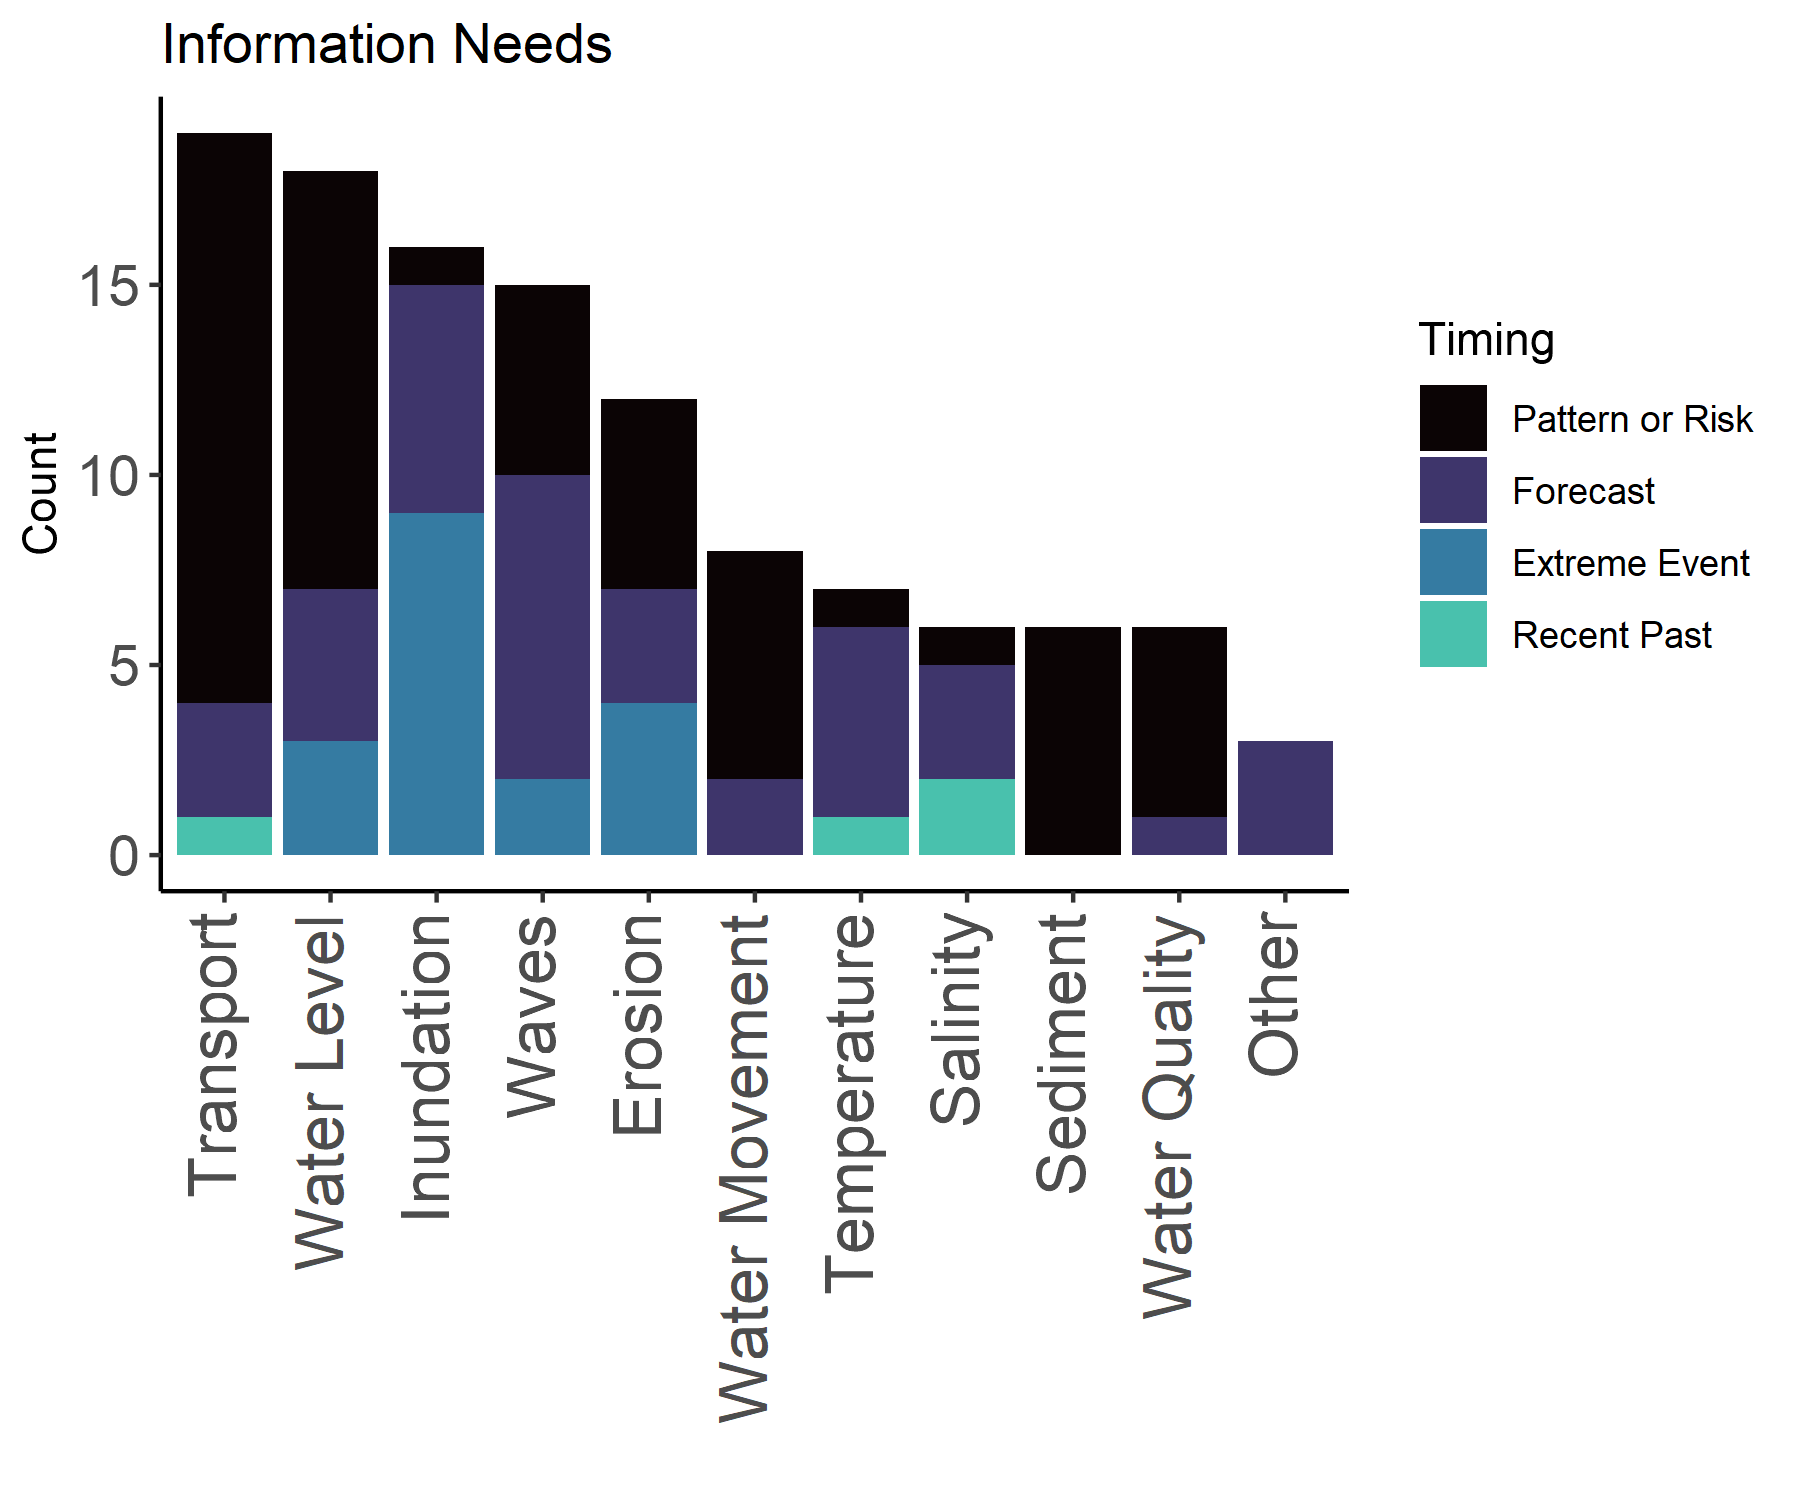 Information Needs
Count
15
10
5
0
Transport
Water Level
Inundation
Waves
Erosion
Water Movement
Temperature
Salinity
Sediment
Water Quality
Other
Timing
Pattern or Risk
Forecast
Extreme Event
Recent Past